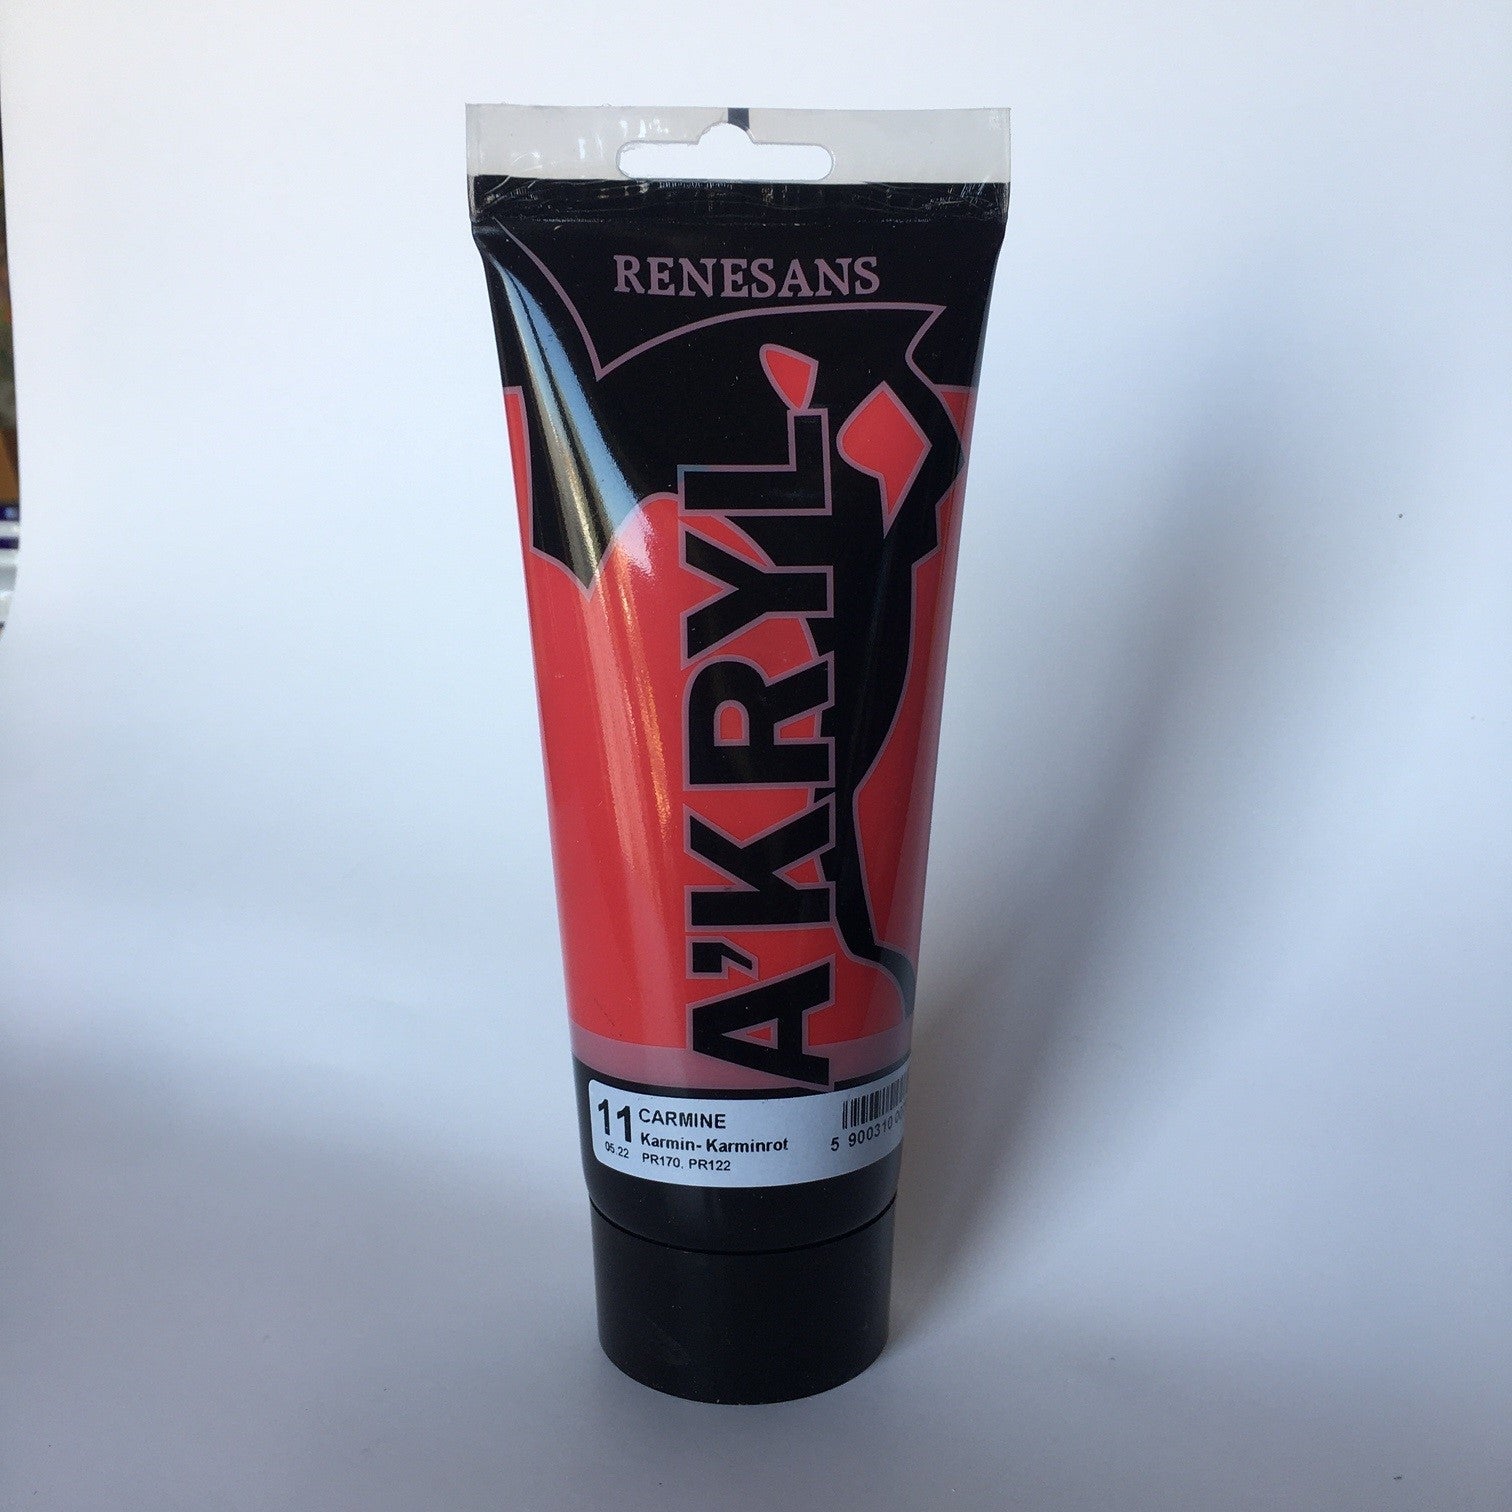 RENESANS
A'KRYL
11 CARMINE
Karmin- Karminrot
05.22 PR170. PR122
5 900310